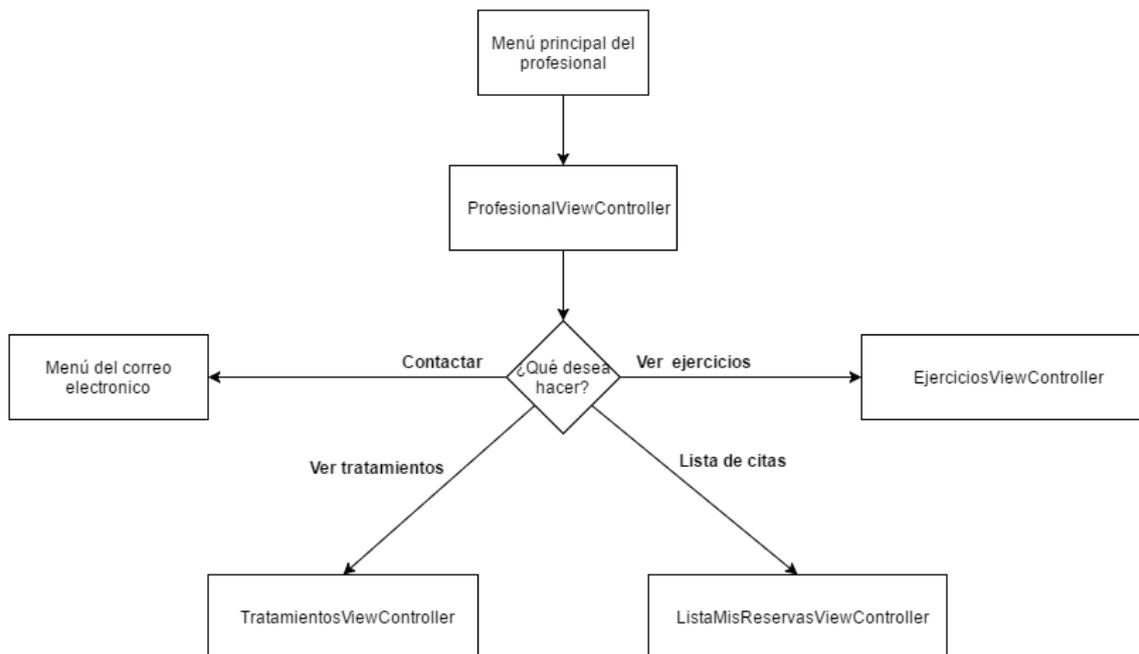 Menú principal del
profesional
ProfesionalViewController
¿Qué desea
hacer?
Contactar
Ver ejercicios
Menú del correo
electronico
EjerciciosViewController
Ver tratamientos
Lista de citas
TratamientosViewController
ListaMisReservasViewController